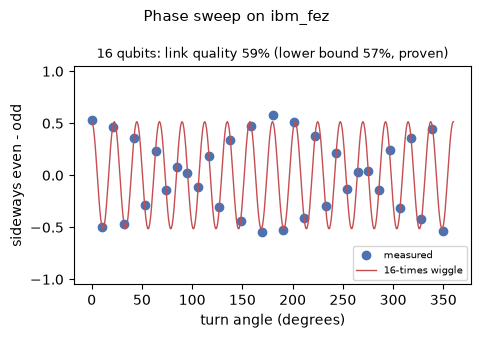 Phase sweep on ibm_fez
16 qubits: link quality 59% (lower bound 57%, proven)
1.0
0.5
0.0
−0.5
−1.0
sideways even - odd
measured
16-times wiggle
0
50
100
150
200
250
300
350
turn angle (degrees)